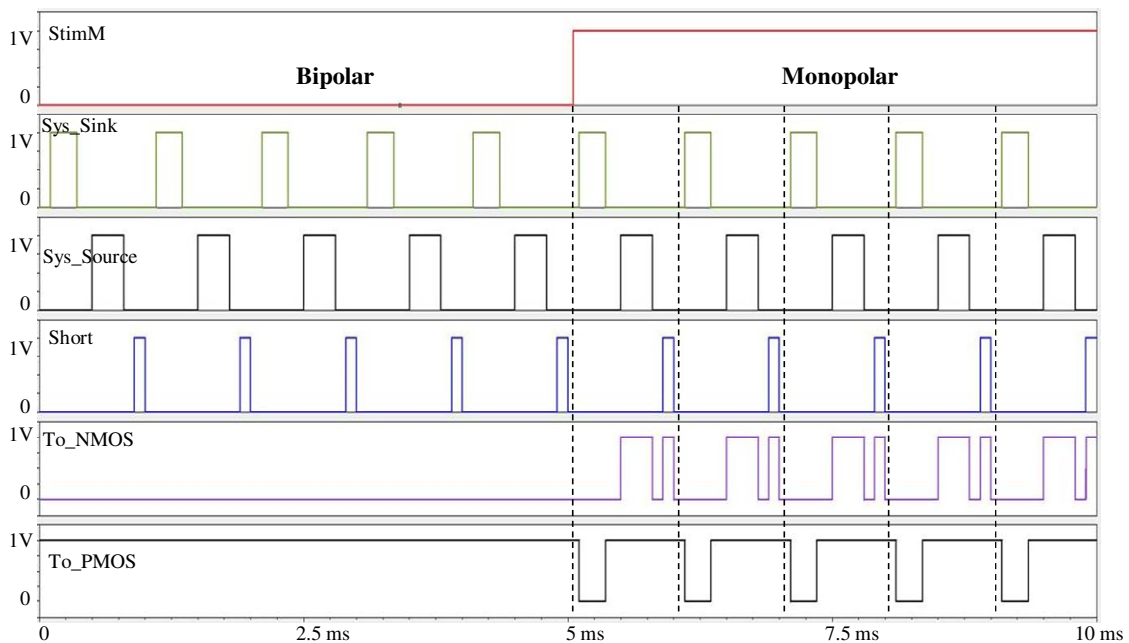 StimM
1V
0
Bipolar
Monopolar
Sys_Sink
1V
0
Sys_Source
1V
0
Short
1V
0
To_NMOS
1V
0
To_PMOS
1V
0
0
2.5 ms
5 ms
7.5 ms
10 ms